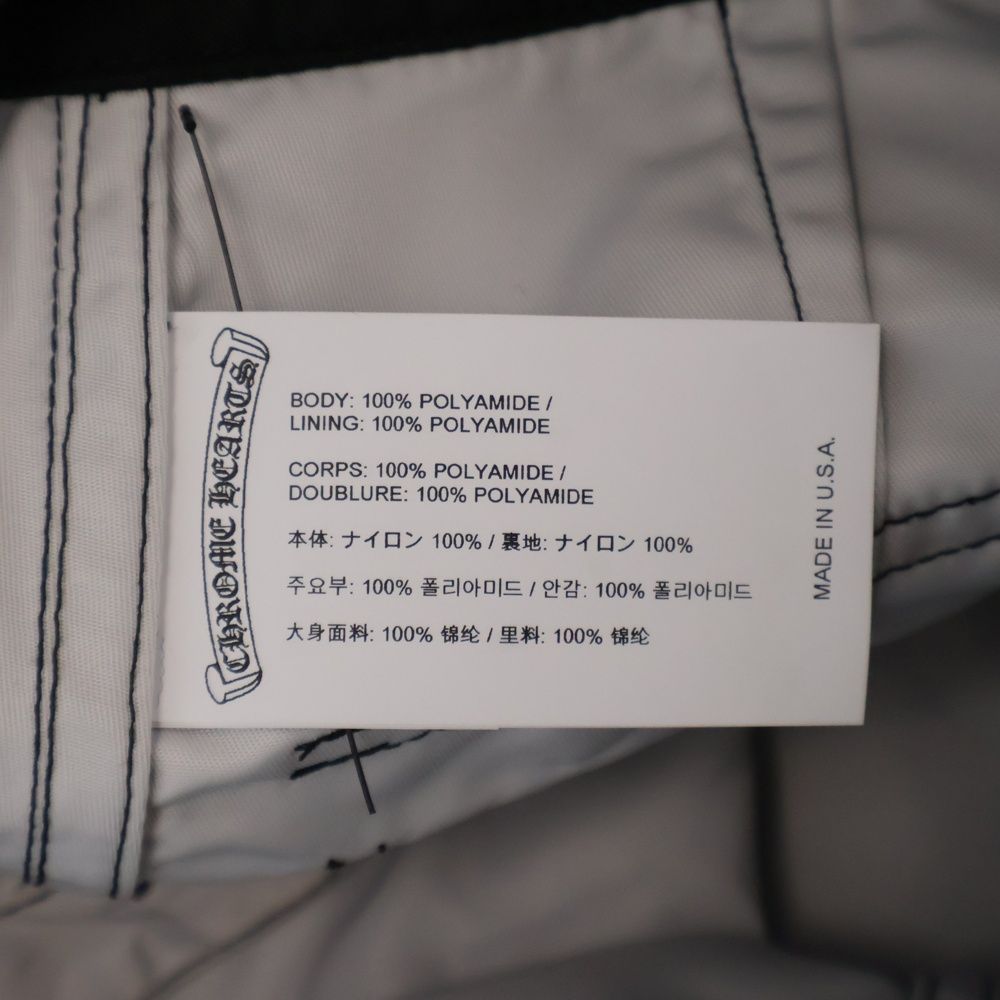 CHROME HEARTS
BODY: 100% POLYAMIDE /
LINING: 100% POLYAMIDE
CORPS: 100% POLYAMIDE /
DOUBLURE: 100% POLYAMIDE
本体: ナイロン 100% / 裏地: ナイロン 100%
주요부: 100% 폴리아미드 / 안감: 100% 폴리아미드
大身面料: 100% 锦纶 / 里料: 100% 锦纶
MADE IN U.S.A.